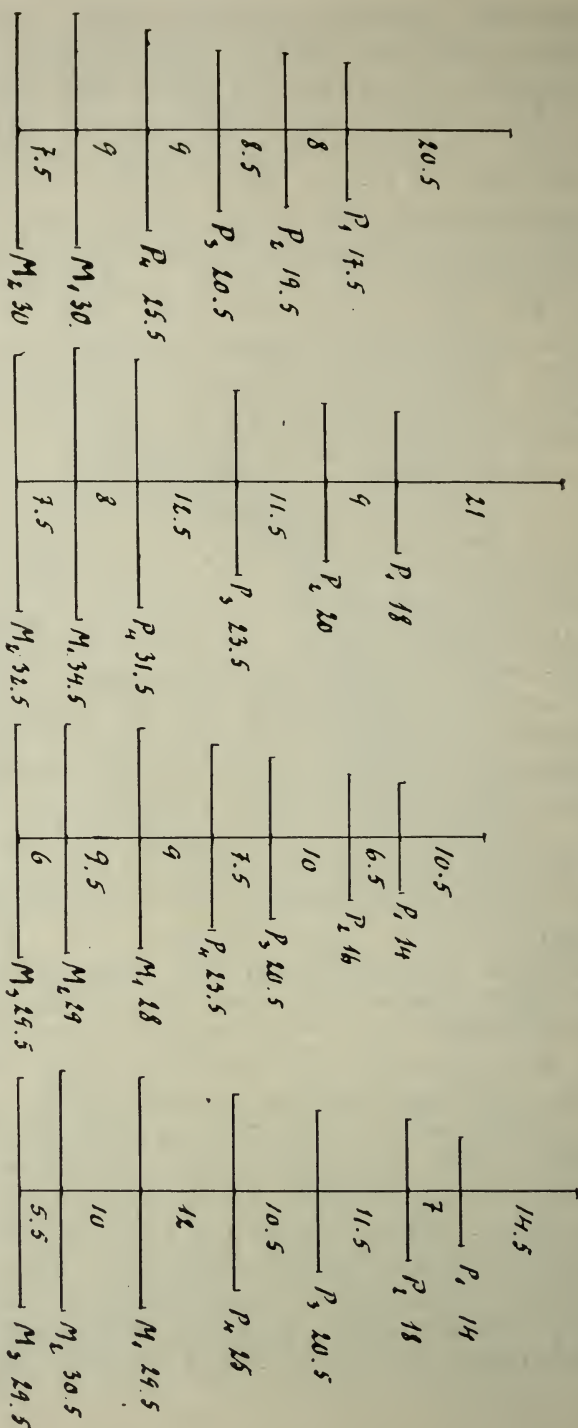 20.5
P₁ 17.5
8
P₂ 19.5
8.5
P₃ 20.5
9
P₄ 25.5
9
M₁ 30.
7.5
M₂ 30
21
P₁ 18
9
P₂ 20
11.5
P₃ 23.5
12.5
P₄ 31.5
8
M₁ 34.5
7.5
M₂ 32.5
10.5
P₁ 14
6.5
P₂ 16
10
P₃ 20.5
7.5
P₄ 23.5
9
M₁ 28
9.5
M₂ 29
6
M₃
14.5
P₁ 14
7
P₂ 18
11.5
P₃ 20.5
10.5
P₄ 25
12
M₁ 29.5
10
M₂ 30.5
5.5
M₃ 29.5